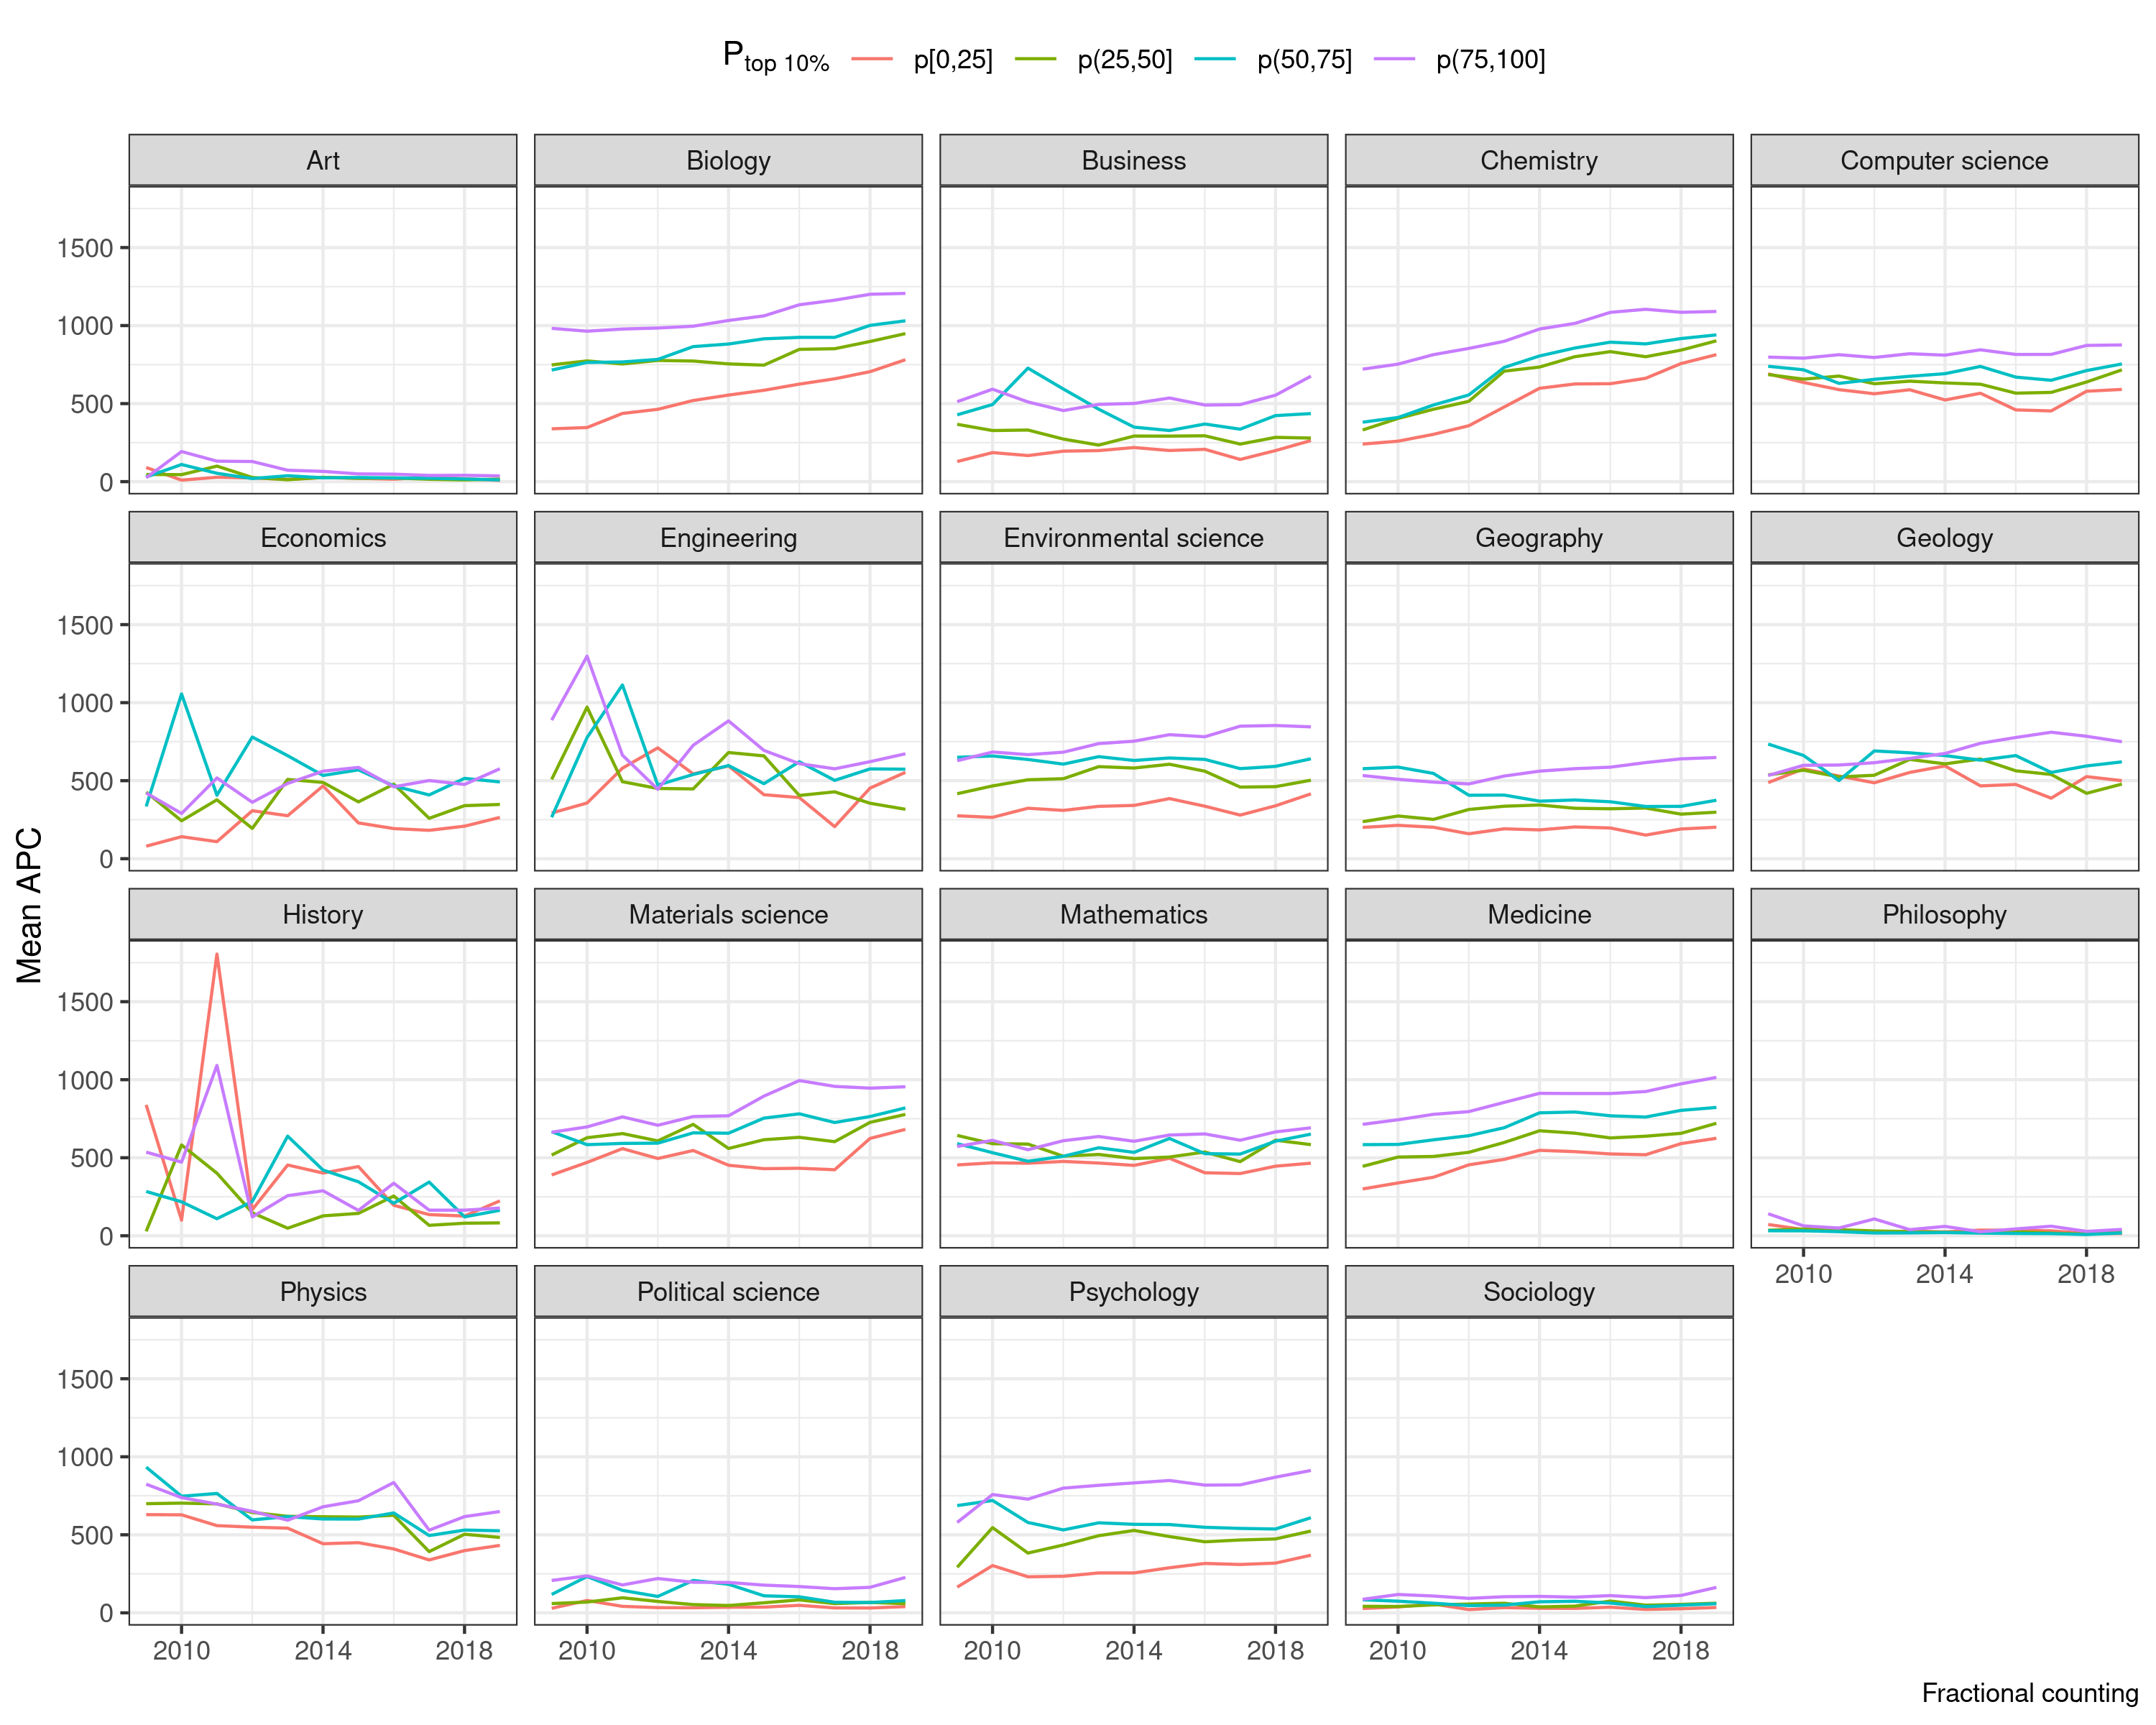 P top 10% p[0,25] p(25,50] p(50,75] p(75,100]
Art Biology Business Chemistry Computer science
1500
1000
500
0
Economics Engineering Environmental science Geography Geology
1500
1000
500
0
Mean APC
History Materials science Mathematics Medicine Philosophy
1500
1000
500
0
2010 2014 2018
Physics Political science Psychology Sociology
1500
1000
500
0
2010 2014 2018 2010 2014 2018 2010 2014 2018 2010 2014 2018
Fractional counting